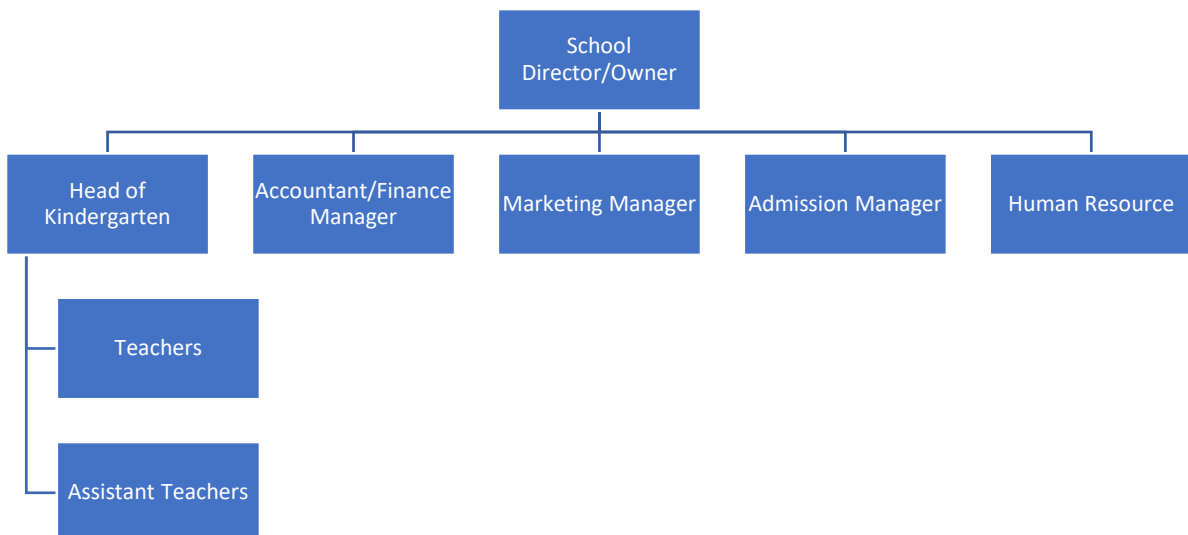 School
Director/Owner
Head of
Kindergarten
Accountant/Finance
Manager
Marketing Manager
Admission Manager
Human Resource
Teachers
Assistant Teachers